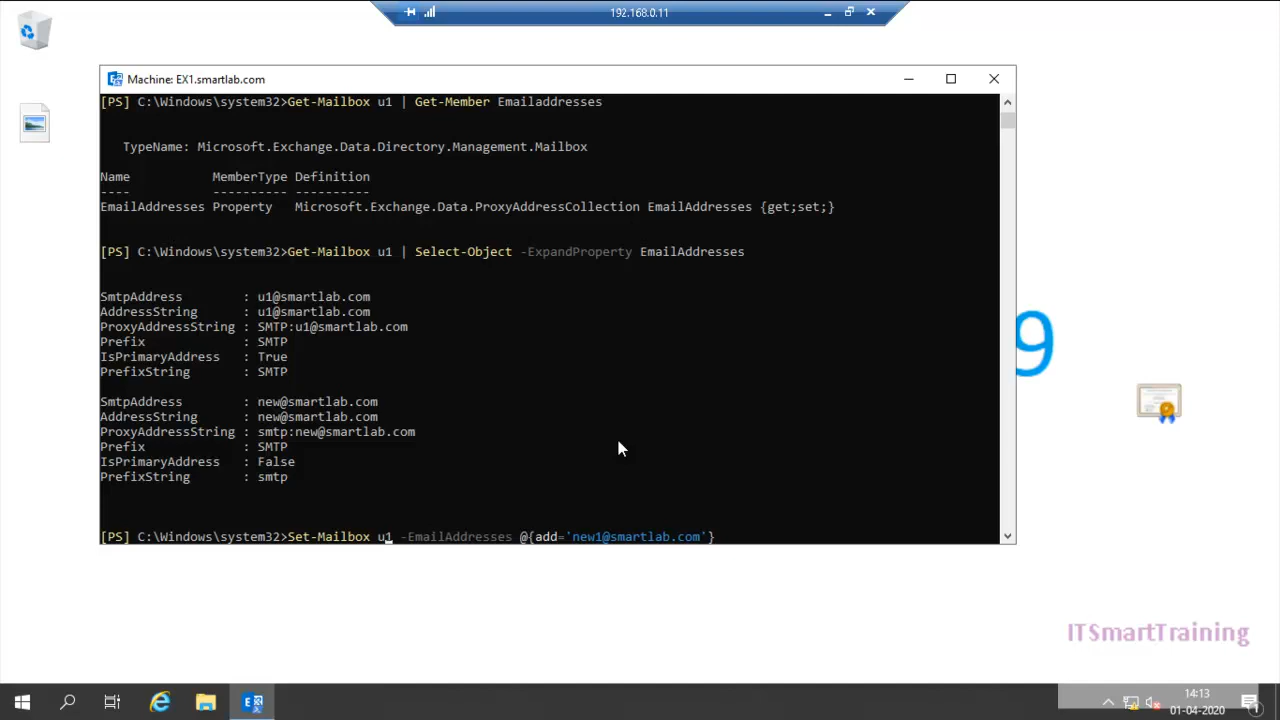 192.168.0.11
Machine: EX1.smartlab.com
[PS] C:\Windows\system32>Get-Mailbox u1 | Get-Member Emailaddresses
TypeName: Microsoft.Exchange.Data.Directory.Management.Mailbox
Name MemberType Definition
---- ---------- ----------
EmailAddresses Property Microsoft.Exchange.Data.ProxyAddressCollection EmailAddresses {get;set;}
[PS] C:\Windows\system32>Get-Mailbox u1 | Select-Object -ExpandProperty EmailAddresses
SmtpAddress : u1@smartlab.com
AddressString : u1@smartlab.com
ProxyAddressString : SMTP:u1@smartlab.com
Prefix : SMTP
IsPrimaryAddress : True
PrefixString : SMTP
SmtpAddress : new@smartlab.com
AddressString : new@smartlab.com
ProxyAddressString : smtp:new@smartlab.com
Prefix : SMTP
IsPrimaryAddress : False
PrefixString : smtp
[PS] C:\Windows\system32>Set-Mailbox u1 -EmailAddresses @{add='new1@smartlab.com'}
9
ITSmartTraining
14:13
01-04-2020
1